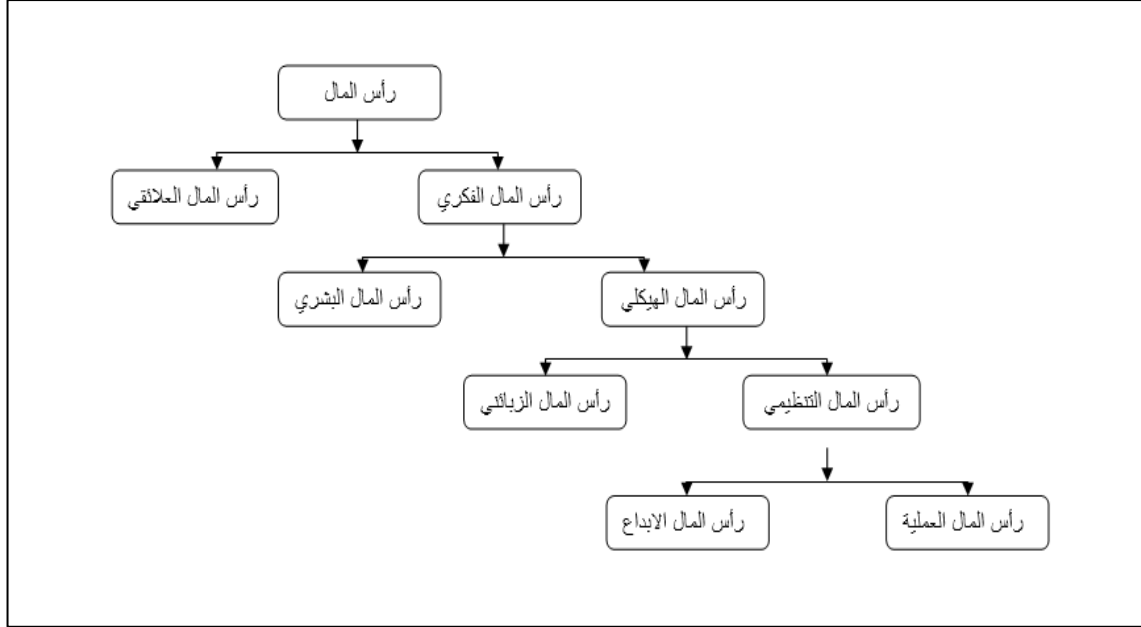 رأس المال
رأس المال الفكري
رأس المال العلائقي
رأس المال الهيكلي
رأس المال البشري
رأس المال التنظيمي
رأس المال الزبائني
رأس المال العملية
رأس المال الابداع